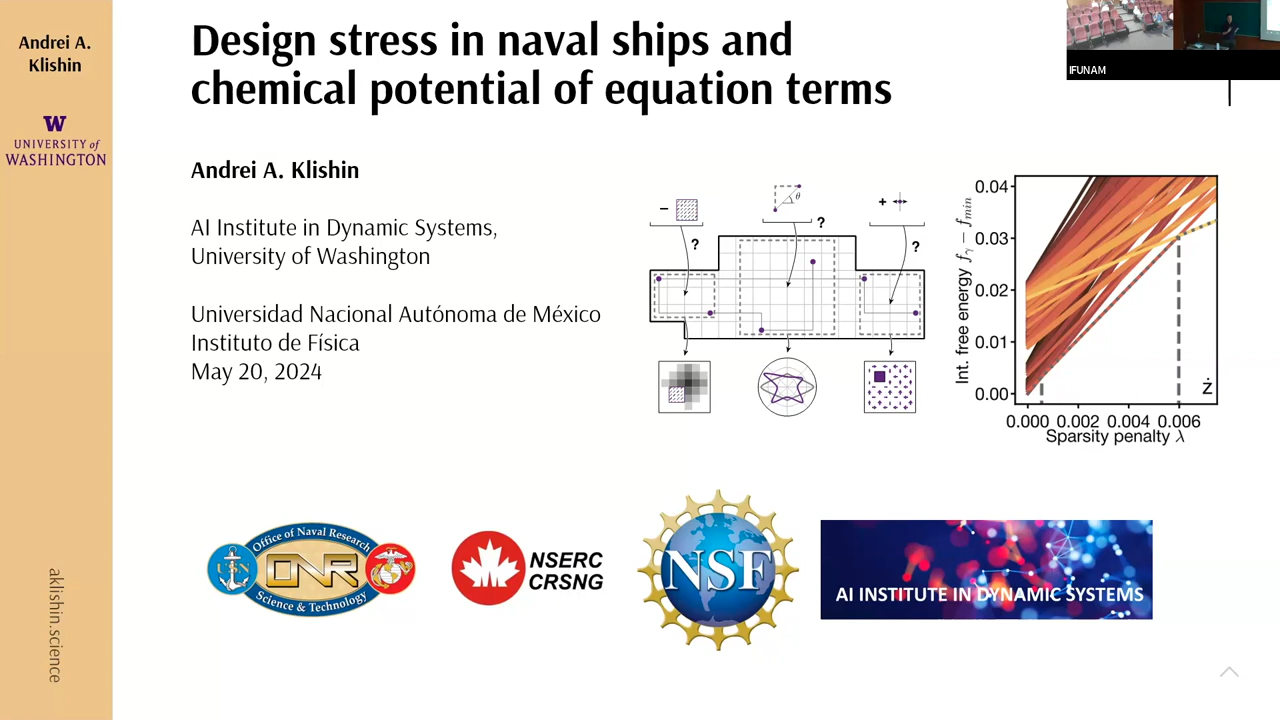 Andrei A.
Klishin
W
UNIVERSITY of
WASHINGTON
aklishin.science
Design stress in naval ships and
chemical potential of equation terms
Andrei A. Klishin
AI Institute in Dynamic Systems,
University of Washington
Universidad Nacional Autónoma de México
Instituto de Física
May 20, 2024
IFUNAM
−
?
θ
?
+
?
Int. free energy fγ − fmin
0.04
0.03
0.02
0.01
0.00
ż
0.000 0.002 0.004 0.006
Sparsity penalty λ
Office of Naval Research
USN
ONR
Science & Technology
NSERC
CRSNG
NSF
AI INSTITUTE IN DYNAMIC SYSTEMS